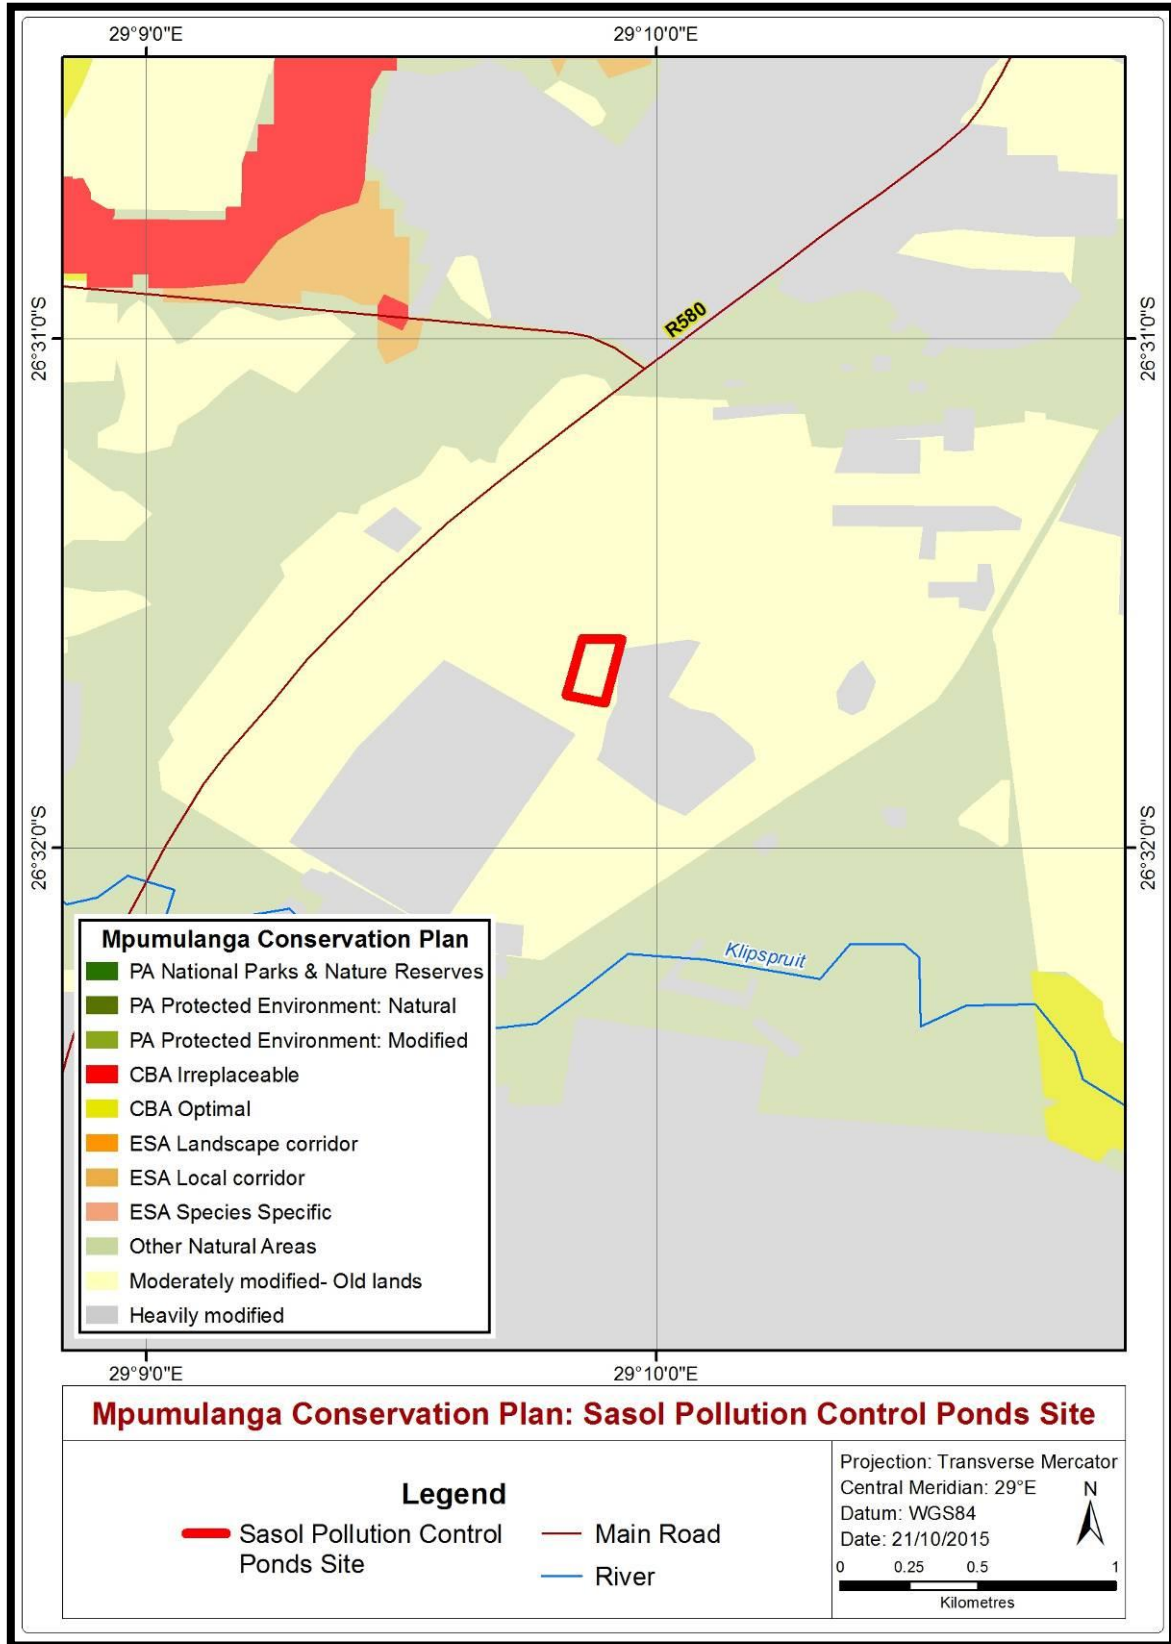 29°9'0"E
29°10'0"E
26°31'0"S
26°31'0"S
R580
26°32'0"S
26°32'0"S
Klipspruit
Mpumulanga Conservation Plan
PA National Parks & Nature Reserves
PA Protected Environment: Natural
PA Protected Environment: Modified
CBA Irreplaceable
CBA Optimal
ESA Landscape corridor
ESA Local corridor
ESA Species Specific
Other Natural Areas
Moderately modified- Old lands
Heavily modified
29°9'0"E
29°10'0"E
Mpumulanga Conservation Plan: Sasol Pollution Control Ponds Site
Legend
Sasol Pollution Control
Ponds Site
Main Road
River
Projection: Transverse Mercator
Central Meridian: 29°E
Datum: WGS84
Date: 21/10/2015
N
0 0.25 0.5 1
Kilometres